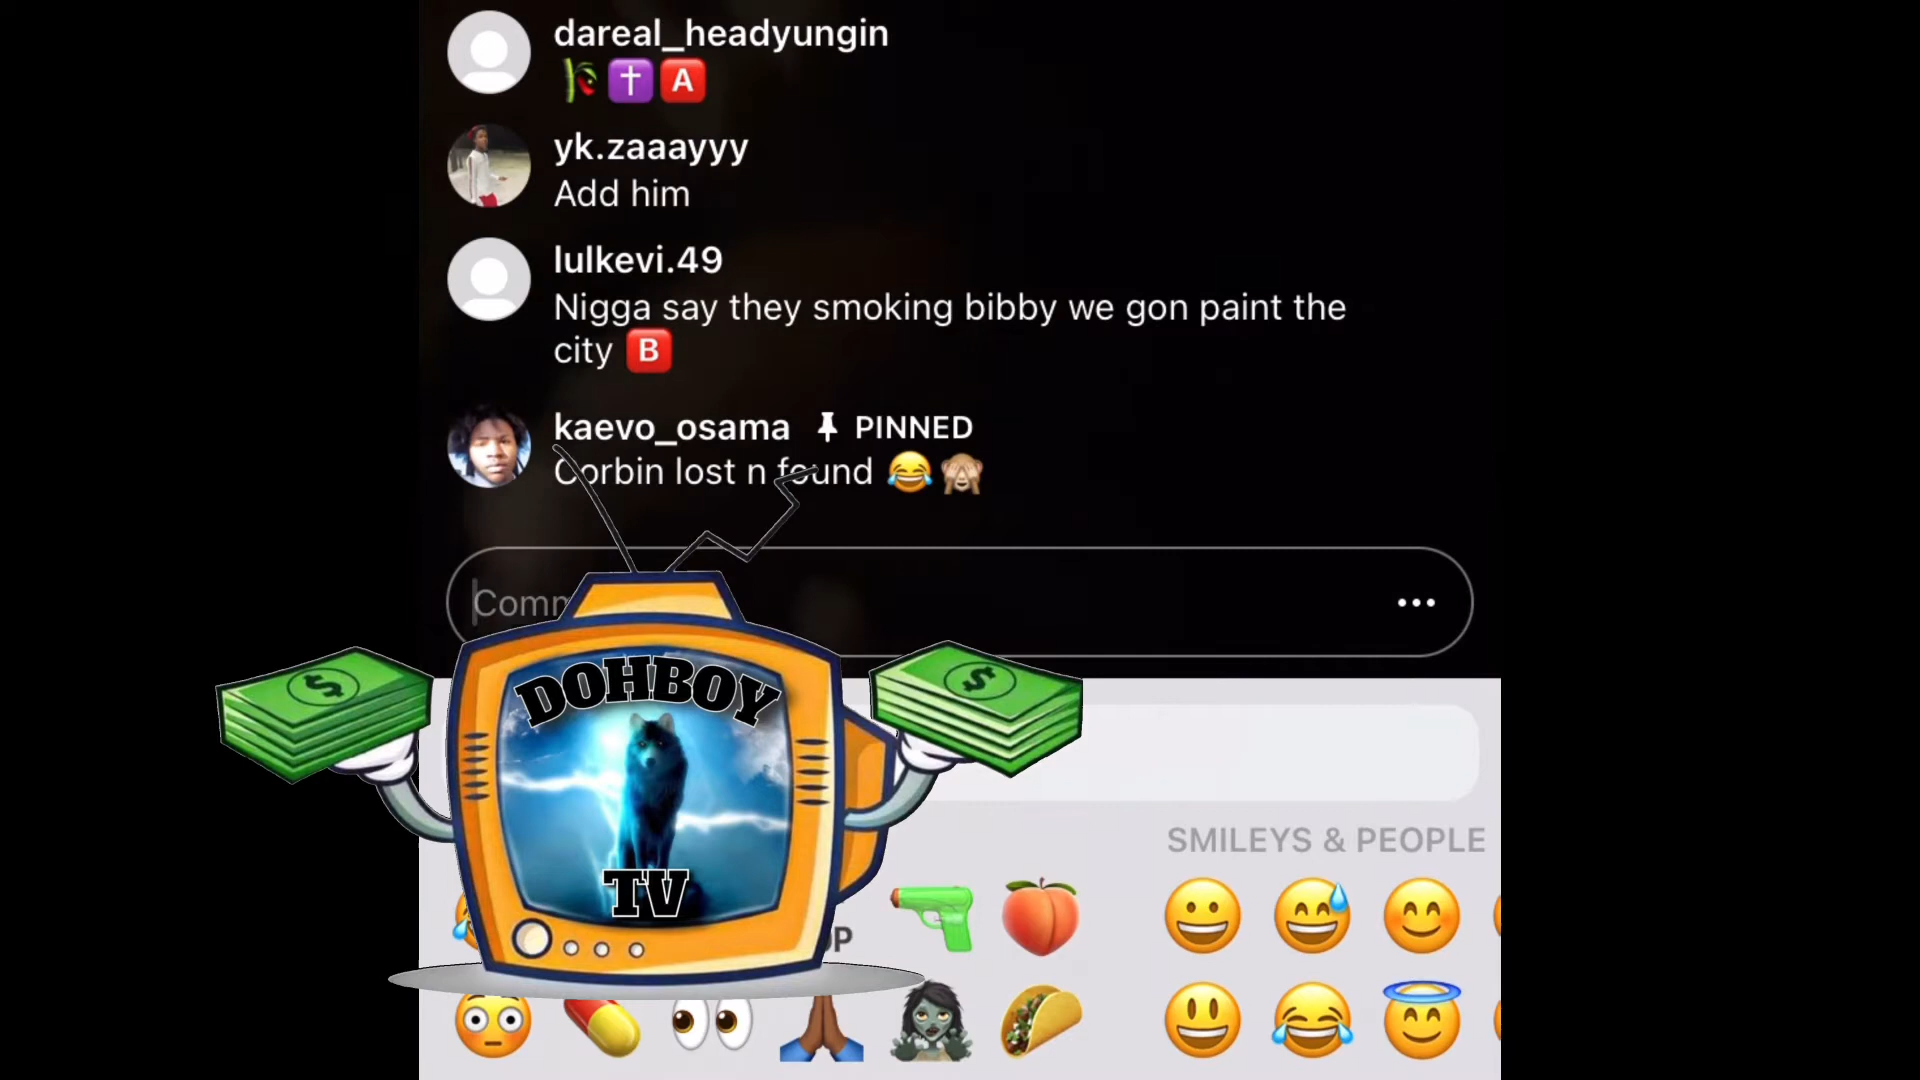 dareal_headyungin
✝️🅰️
yk.zaaayyy
Add him
lulkevi.49
Nigga say they smoking bibby we gon paint the
city 🅱️
kaevo_osama PINNED
Corbin lost n found 😂🙈
Comm
DOHBOY
TV
SMILEYS & PEOPLE